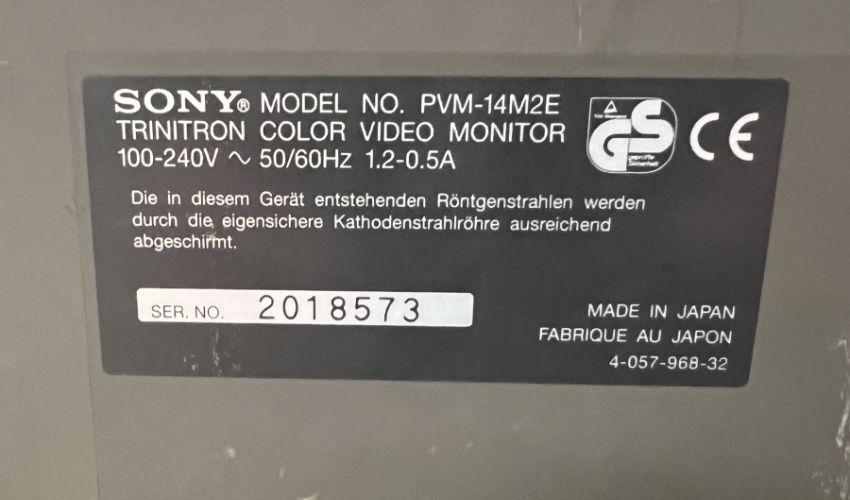 SONY® MODEL NO. PVM-14M2E
TRINITRON COLOR VIDEO MONITOR
100-240V ~ 50/60Hz 1.2-0.5A
GS
geprüfte
Sicherheit
CE
Die in diesem Gerät entstehenden Röntgenstrahlen werden
durch die eigensichere Kathodenstrahlröhre ausreichend
abgeschirmt.
SER. NO. 2018573
MADE IN JAPAN
FABRIQUE AU JAPON
4-057-968-32